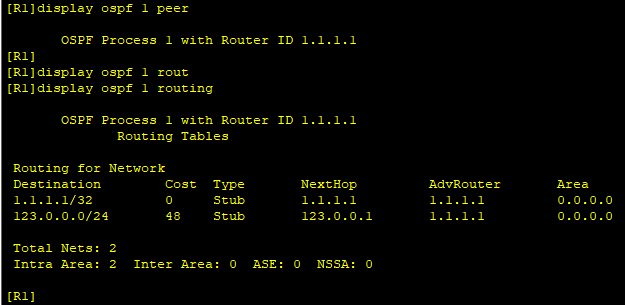 [R1]display ospf 1 peer
OSPF Process 1 with Router ID 1.1.1.1
[R1]
[R1]display ospf 1 rout
[R1]display ospf 1 routing
OSPF Process 1 with Router ID 1.1.1.1
Routing Tables
Routing for Network
Destination Cost Type NextHop AdvRouter Area
1.1.1.1/32 0 Stub 1.1.1.1 1.1.1.1 0.0.0.0
123.0.0.0/24 48 Stub 123.0.0.1 1.1.1.1 0.0.0.0
Total Nets: 2
Intra Area: 2 Inter Area: 0 ASE: 0 NSSA: 0
[R1]